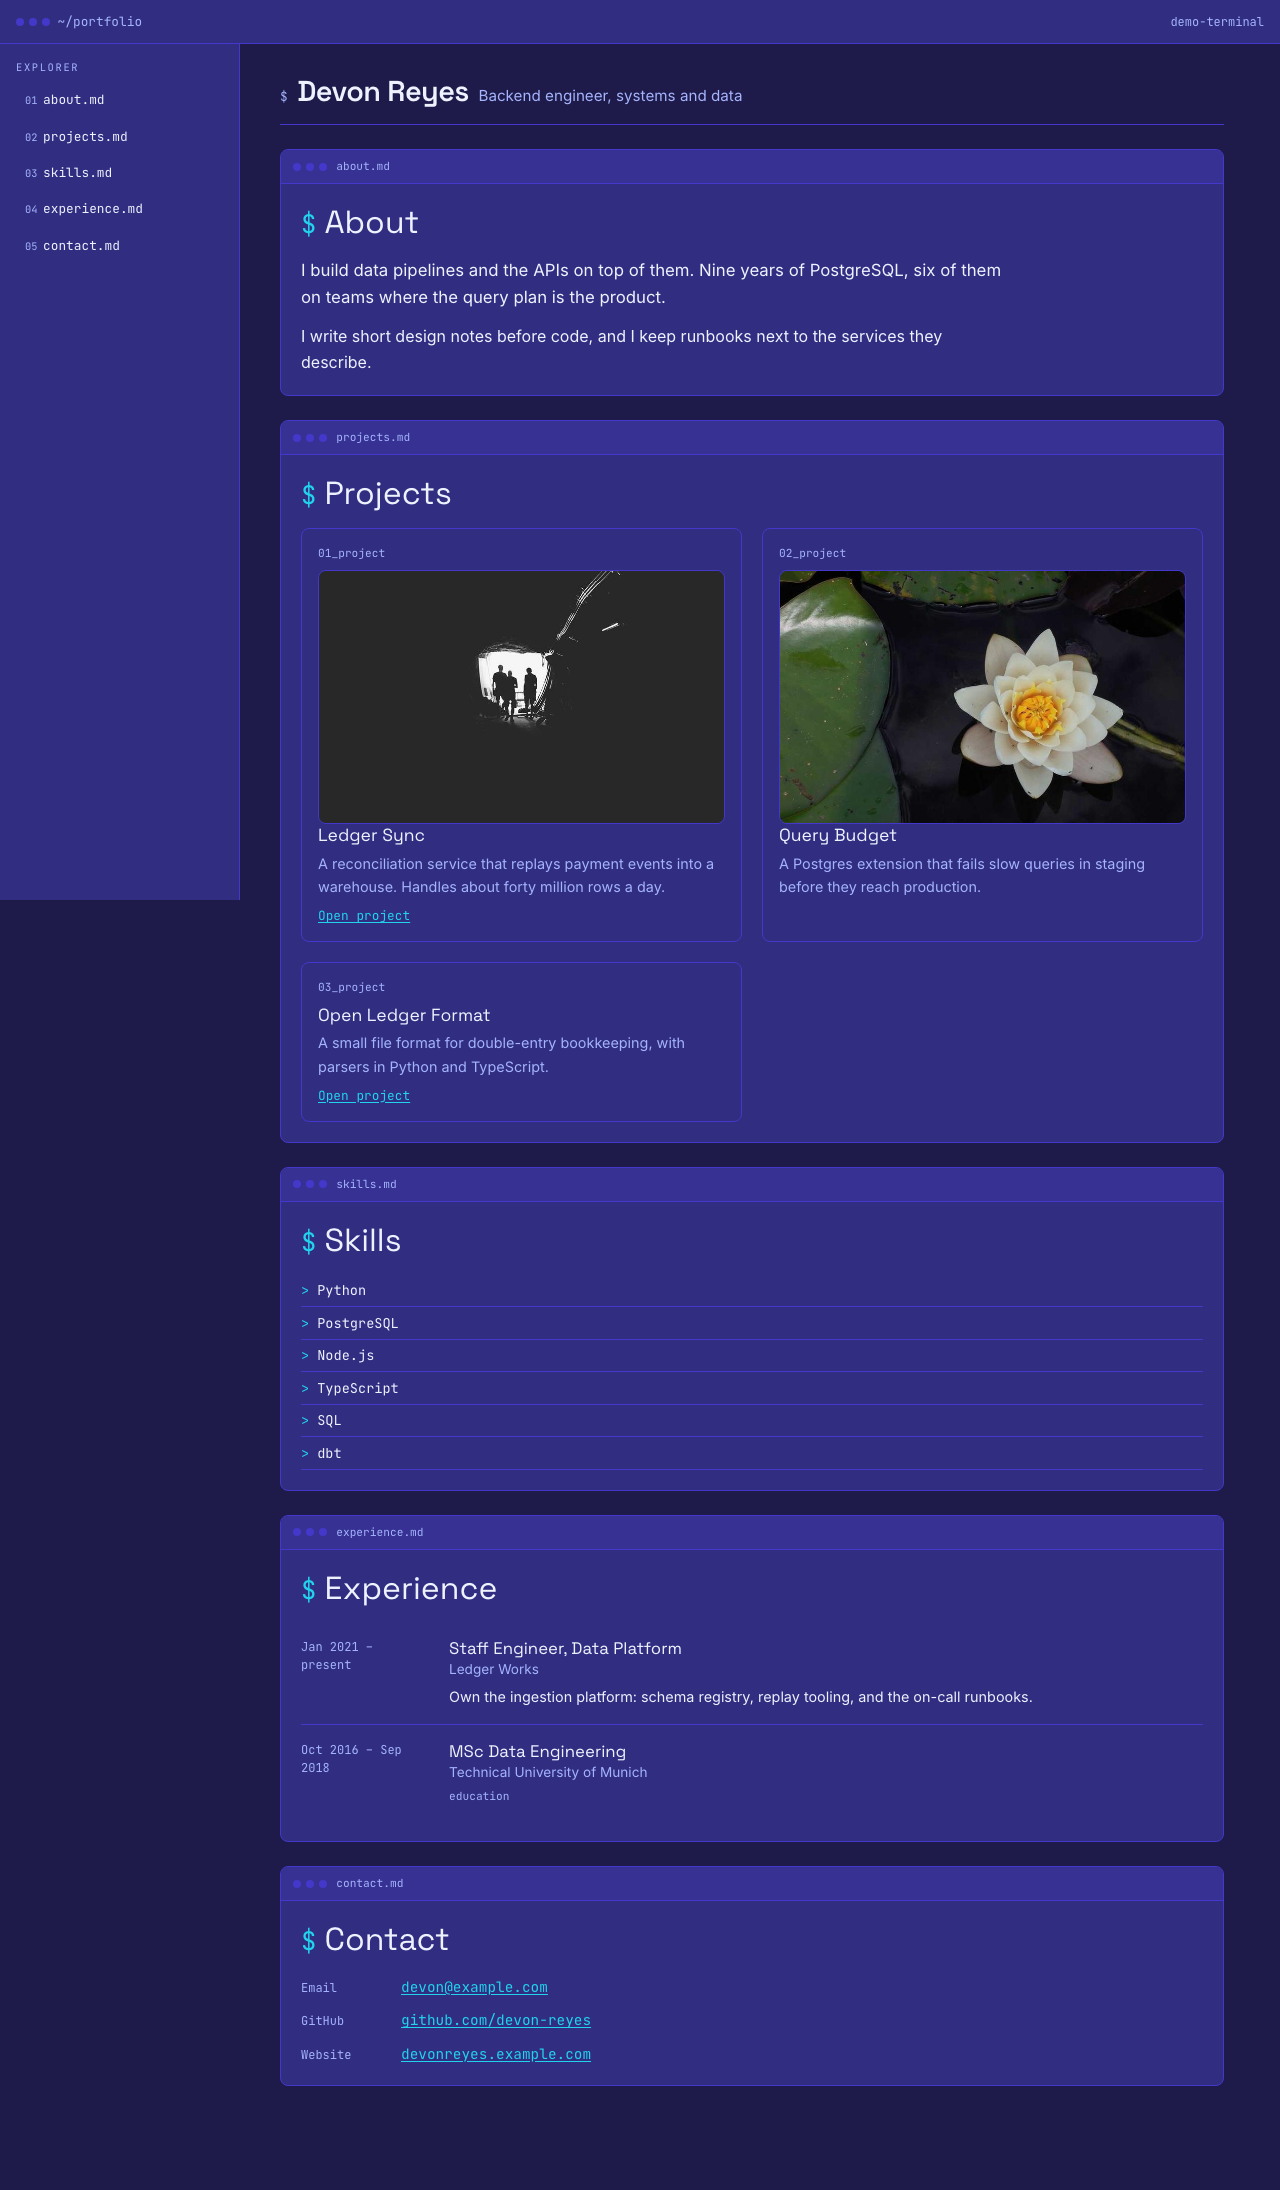 ~/portfolio
demo-terminal
EXPLORER
01 about.md
02 projects.md
03 skills.md
04 experience.md
05 contact.md
$ Devon Reyes Backend engineer, systems and data
about.md
$ About
I build data pipelines and the APIs on top of them. Nine years of PostgreSQL, six of them
on teams where the query plan is the product.
I write short design notes before code, and I keep runbooks next to the services they
describe.
projects.md
$ Projects
01_project
Ledger Sync
A reconciliation service that replays payment events into a
warehouse. Handles about forty million rows a day.
Open project
02_project
Query Budget
A Postgres extension that fails slow queries in staging
before they reach production.
03_project
Open Ledger Format
A small file format for double-entry bookkeeping, with
parsers in Python and TypeScript.
Open project
skills.md
$ Skills
> Python
> PostgreSQL
> Node.js
> TypeScript
> SQL
> dbt
experience.md
$ Experience
Jan 2021 –
present
Staff Engineer, Data Platform
Ledger Works
Own the ingestion platform: schema registry, replay tooling, and the on-call runbooks.
Oct 2016 – Sep
2018
MSc Data Engineering
Technical University of Munich
education
contact.md
$ Contact
Email devon@example.com
GitHub github.com/devon-reyes
Website devonreyes.example.com